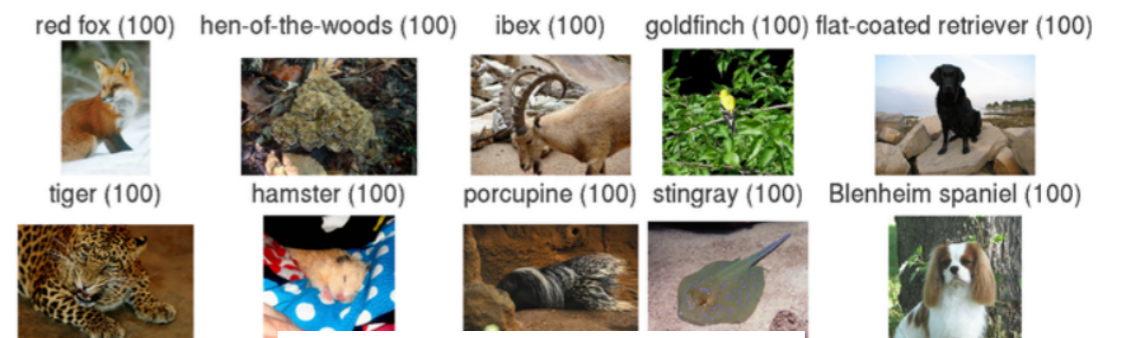 red fox (100) hen-of-the-woods (100) ibex (100) goldfinch (100) flat-coated retriever (100)
tiger (100) hamster (100) porcupine (100) stingray (100) Blenheim spaniel (100)